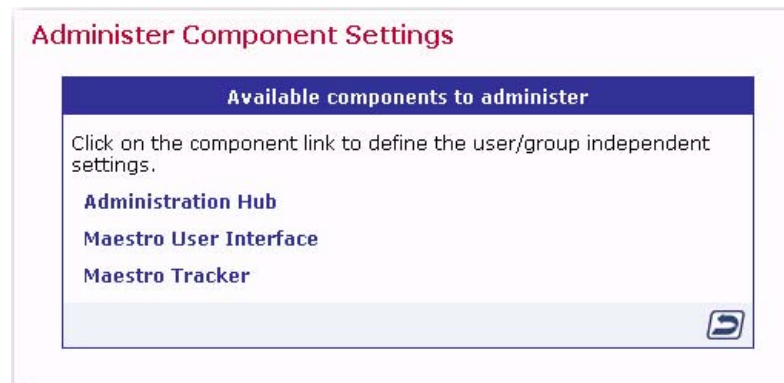 Administer Component Settings
Available components to administer
Click on the component link to define the user/group independent
settings.
Administration Hub
Maestro User Interface
Maestro Tracker